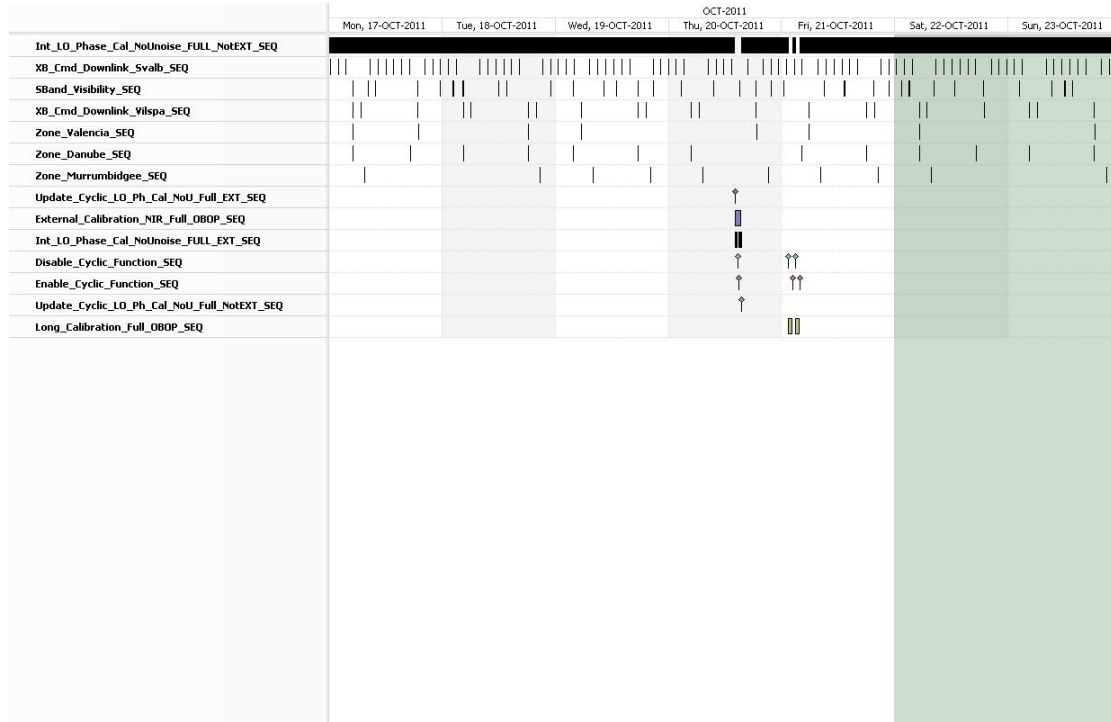 OCT-2011
Mon, 17-OCT-2011 Tue, 18-OCT-2011 Wed, 19-OCT-2011 Thu, 20-OCT-2011 Fri, 21-OCT-2011 Sat, 22-OCT-2011 Sun, 23-OCT-2011
Int_LO_Phase_Cal_NoUnoise_FULL_NotEXT_SEQ
XB_Cmd_Downlink_Svalb_SEQ
SBand_Visibility_SEQ
XB_Cmd_Downlink_Vilspa_SEQ
Zone_Valencia_SEQ
Zone_Danube_SEQ
Zone_Murrumbidgee_SEQ
Update_Cyclic_LO_Ph_Cal_NoU_Full_EXT_SEQ
External_Calibration_NIR_Full_OBOP_SEQ
Int_LO_Phase_Cal_NoUnoise_FULL_EXT_SEQ
Disable_Cyclic_Function_SEQ
Enable_Cyclic_Function_SEQ
Update_Cyclic_LO_Ph_Cal_NoU_Full_NotEXT_SEQ
Long_Calibration_Full_OBOP_SEQ